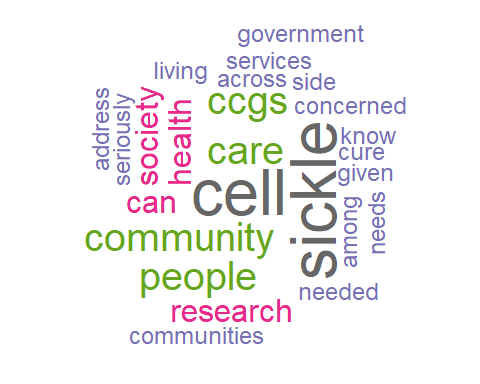 government
services
living
across side
ccgs
concerned
address
seriously
society
health
know
care
cure
cell
sickle
given
can
among
needs
community
people
needed
research
communities